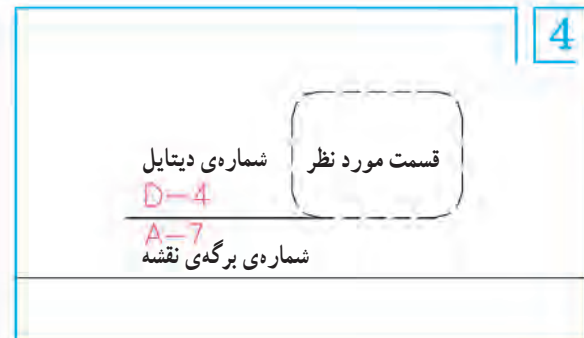 4
قسمت مورد نظر
شماره‌ی دیتایل
D-4
A-7
شماره‌ی برگه‌ی نقشه